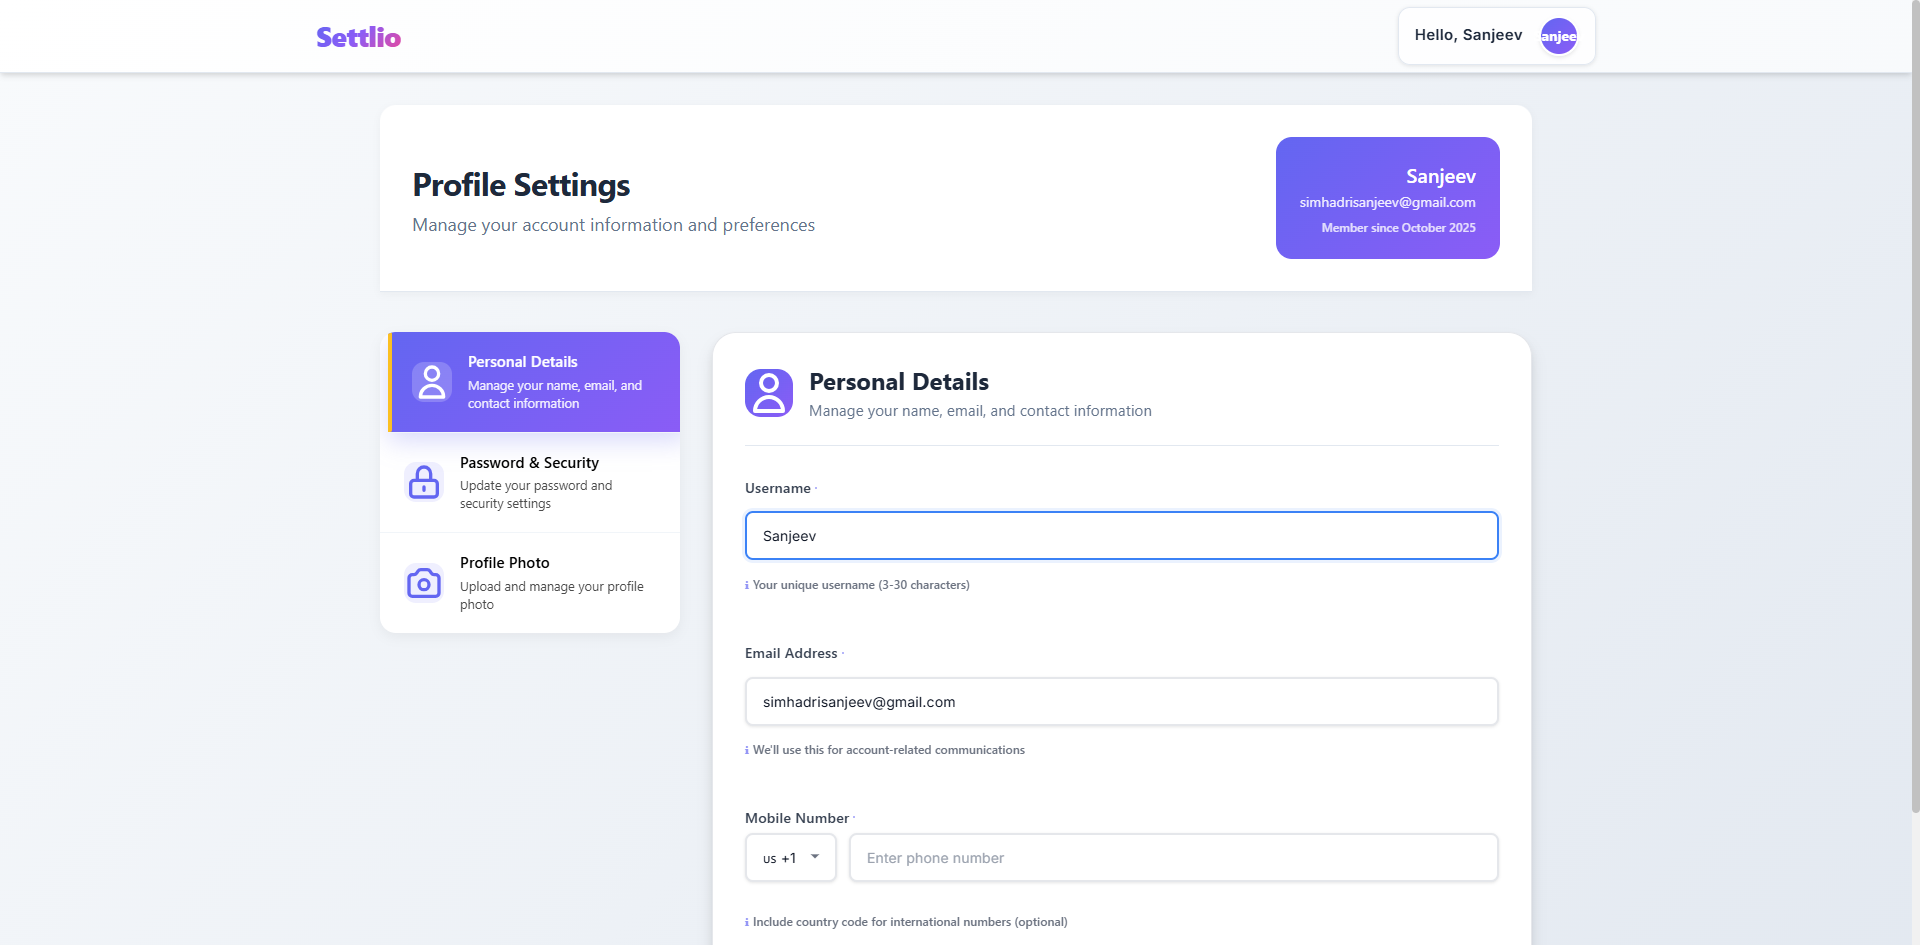 Settlio
Hello, Sanjeev
anjee
Profile Settings
Manage your account information and preferences
Sanjeev
simhadrisanjeev@gmail.com
Member since October 2025
Personal Details
Manage your name, email, and
contact information
Password & Security
Update your password and
security settings
Profile Photo
Upload and manage your profile
photo
Personal Details
Manage your name, email, and contact information
Username ·
Sanjeev
i Your unique username (3-30 characters)
Email Address ·
simhadrisanjeev@gmail.com
i We'll use this for account-related communications
Mobile Number ·
us +1
Enter phone number
i Include country code for international numbers (optional)